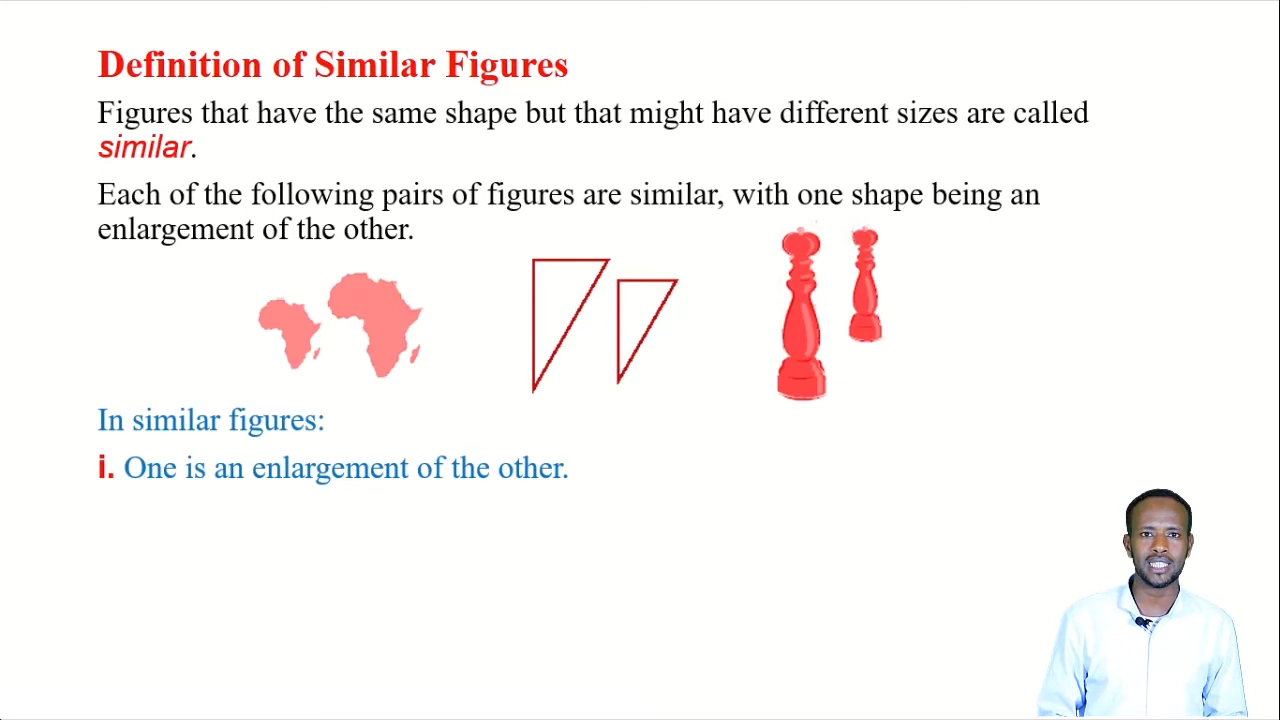 Definition of Similar Figures
Figures that have the same shape but that might have different sizes are called
similar.
Each of the following pairs of figures are similar, with one shape being an
enlargement of the other.
In similar figures:
i. One is an enlargement of the other.